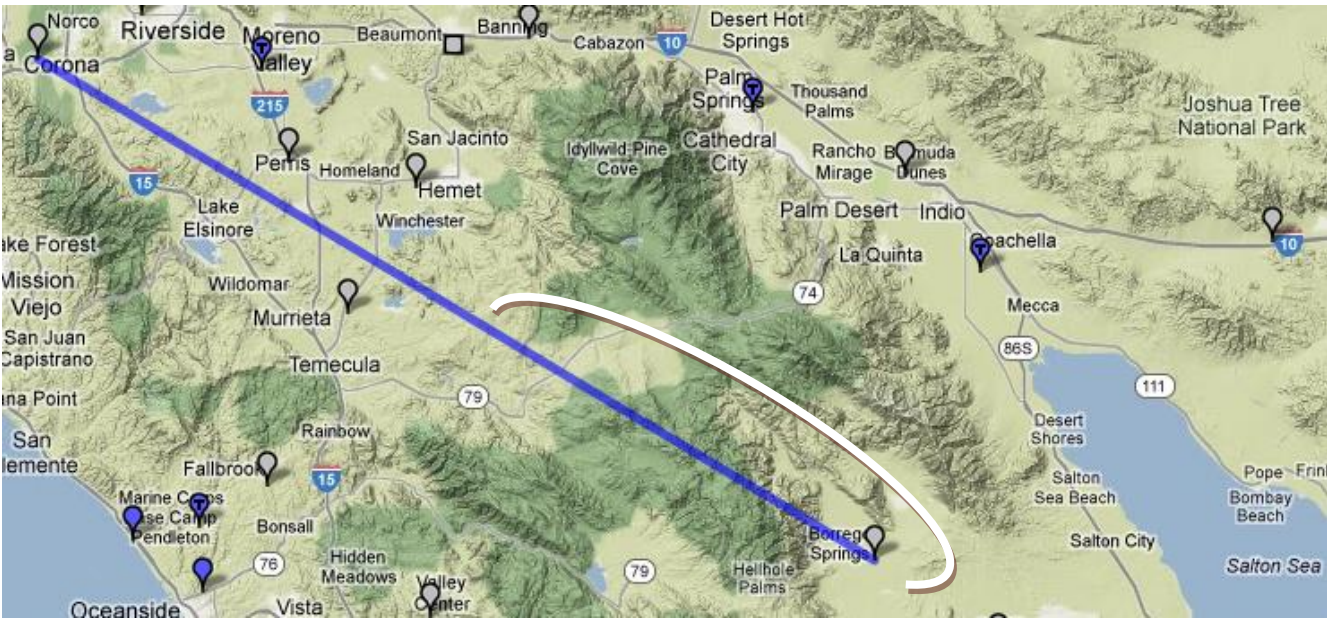 Norco
Riverside
Moreno
Valley
Beaumont
Banning
Cabazon
10
Desert Hot
Springs
a
Corona
215
Palm
Springs
Thousand
Palms
Joshua Tree
National Park
San Jacinto
Idyllwild-Pine
Cove
Cathedral
City
Rancho
Mirage
Bermuda
Dunes
Perris
Homeland
Hemet
15
Lake
Elsinore
Winchester
Palm Desert
Indio
ake Forest
Coachella
10
La Quinta
Mission
Viejo
Wildomar
74
Mecca
Murrieta
San Juan
Capistrano
Temecula
86S
111
ana Point
79
Desert
Shores
San
lemente
Rainbow
Fallbrook
15
Salton
Sea Beach
Pope
Frin
Bombay
Beach
Marine Corps
Base Camp
Pendleton
Bonsall
Borrego
Springs
Salton City
76
Hidden
Meadows
79
Hellhole
Palms
Salton Sea
Valley
Center
Oceanside
Vista